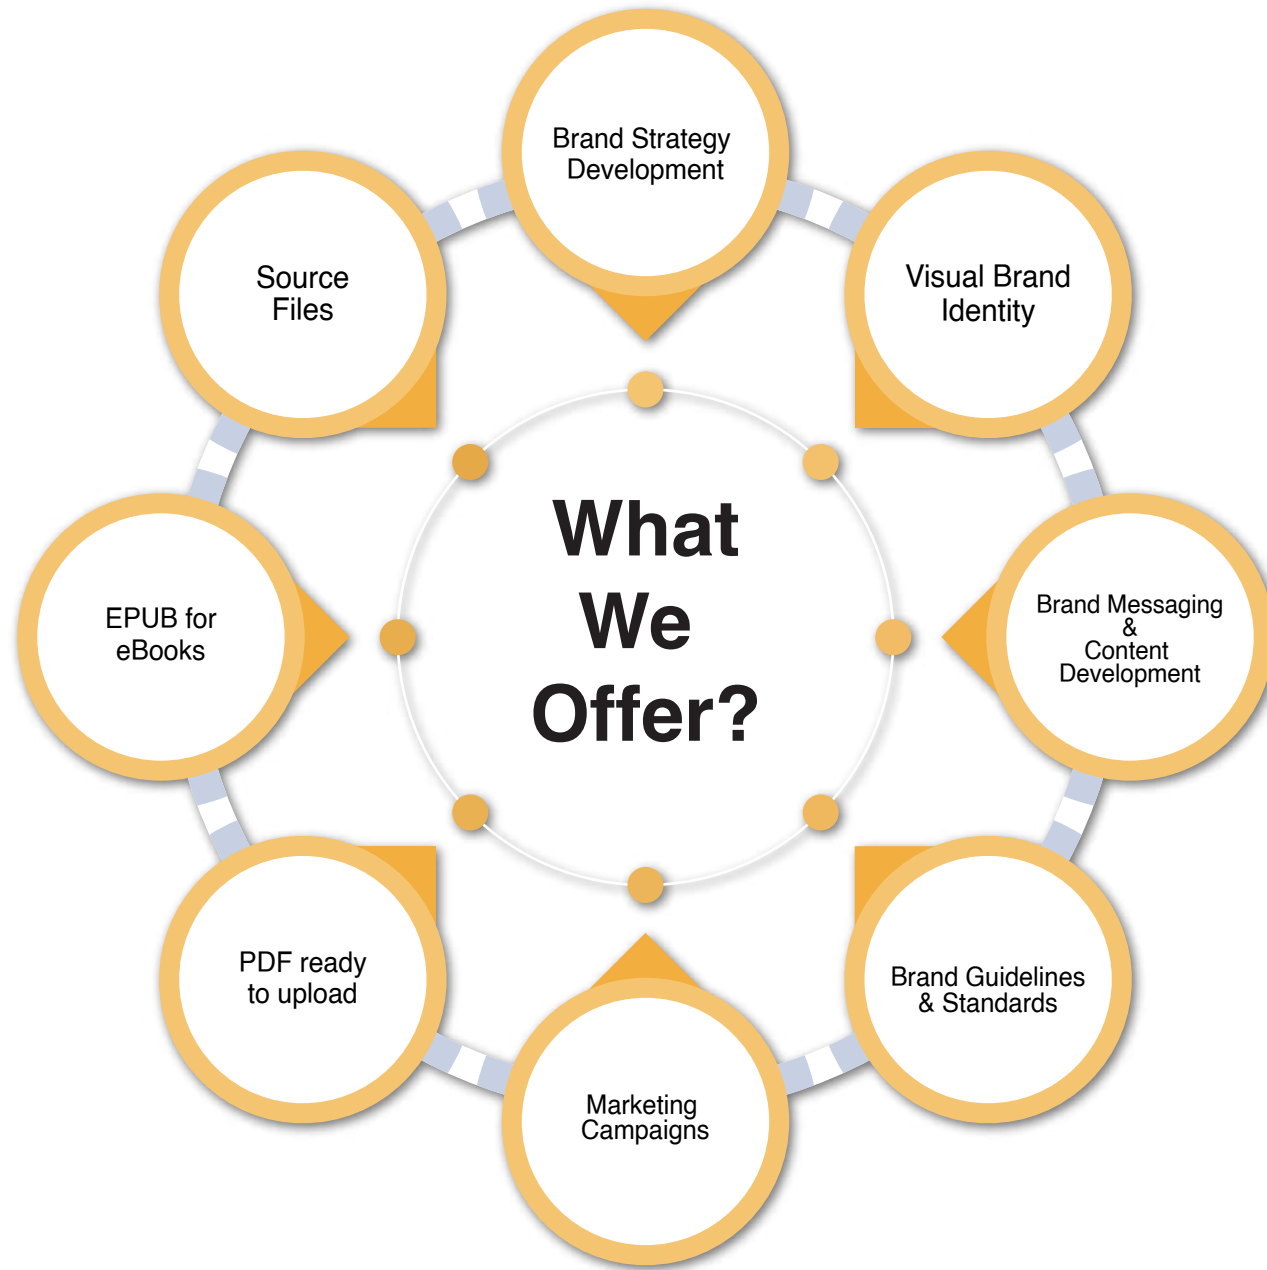 Brand Strategy
Development
Visual Brand
Identity
Brand Messaging
&
Content
Development
Brand Guidelines
& Standards
Marketing
Campaigns
PDF ready
to upload
EPUB for
eBooks
Source
Files
What
We
Offer?